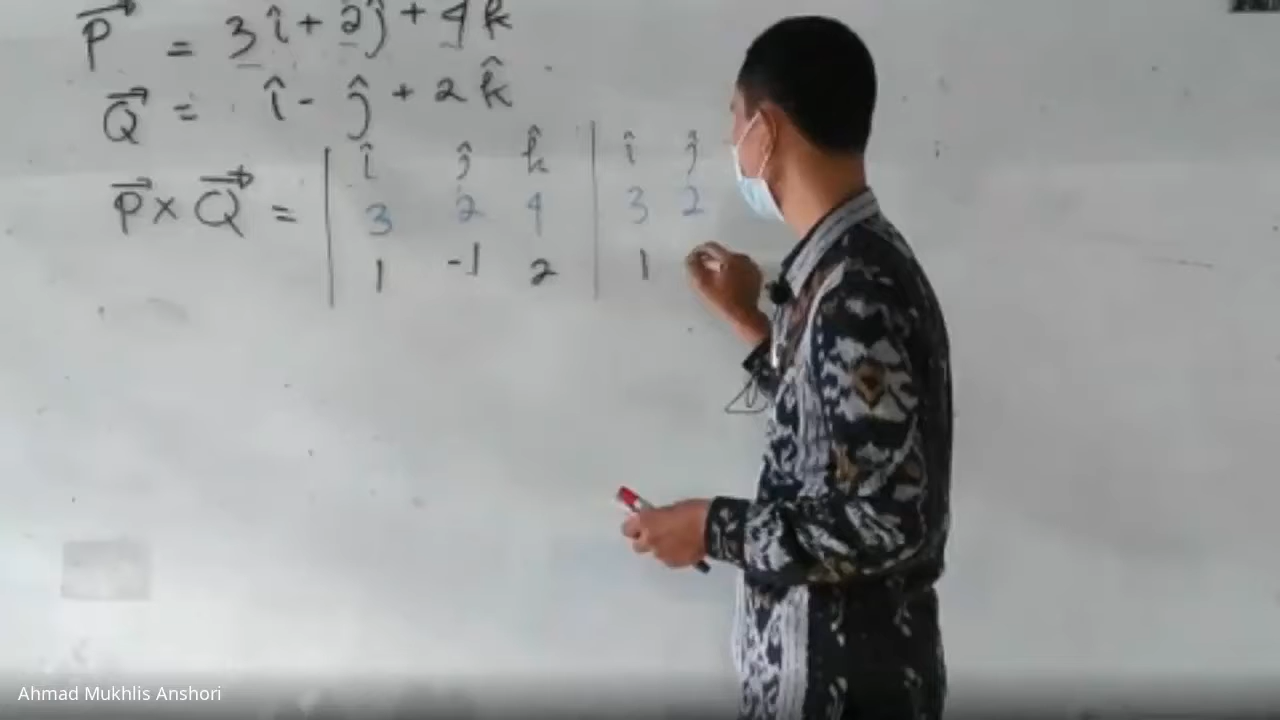 P⃗ = 3î + 2ĵ + 4k̂
Q⃗ = î - ĵ + 2k̂
P⃗ × Q⃗ = | î ĵ k̂ | î ĵ
3 2 4 | 3 2
1 -1 2 | 1
Ahmad Mukhlis Anshori